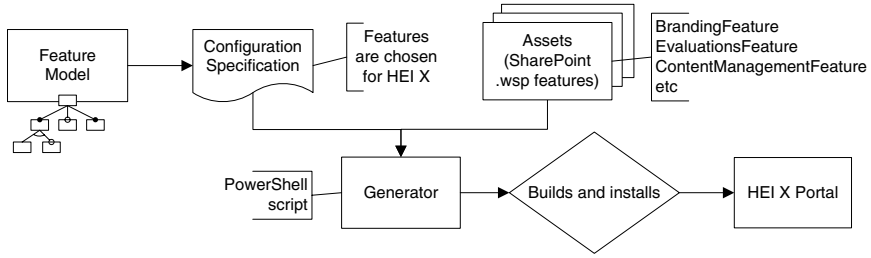 Feature
Model
Configuration
Specification
Features
are chosen
for HEI X
Assets
(SharePoint
.wsp features)
BrandingFeature
EvaluationsFeature
ContentManagementFeature
etc
PowerShell
script
Generator
Builds and installs
HEI X Portal